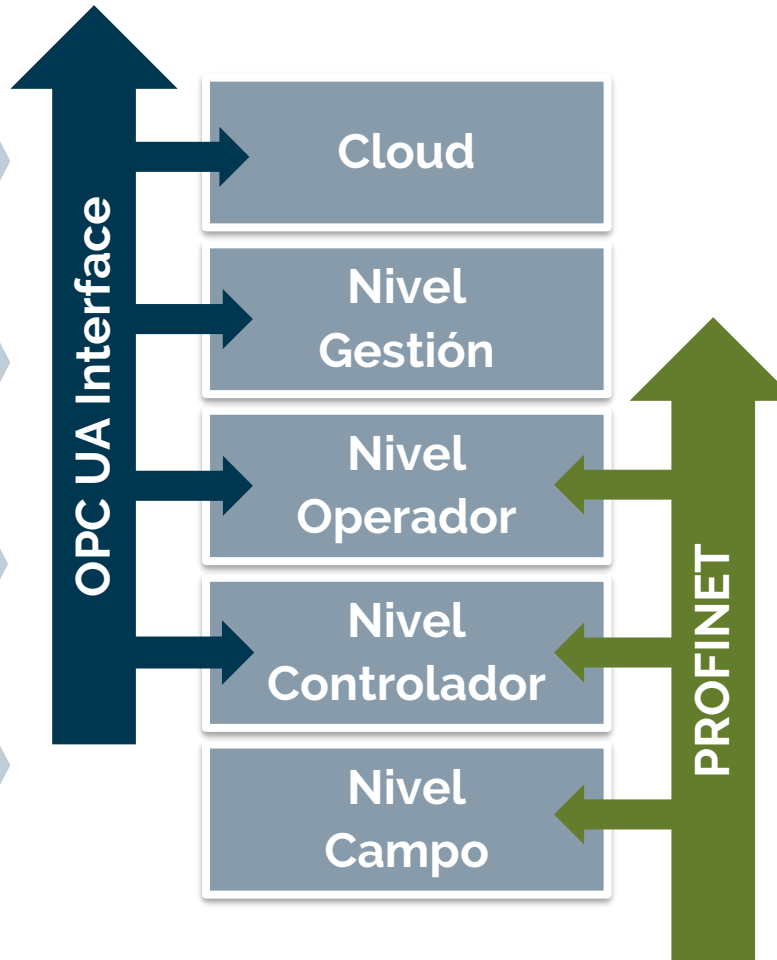 OPC UA Interface
Cloud
Nivel
Gestión
Nivel
Operador
Nivel
Controlador
Nivel
Campo
PROFINET